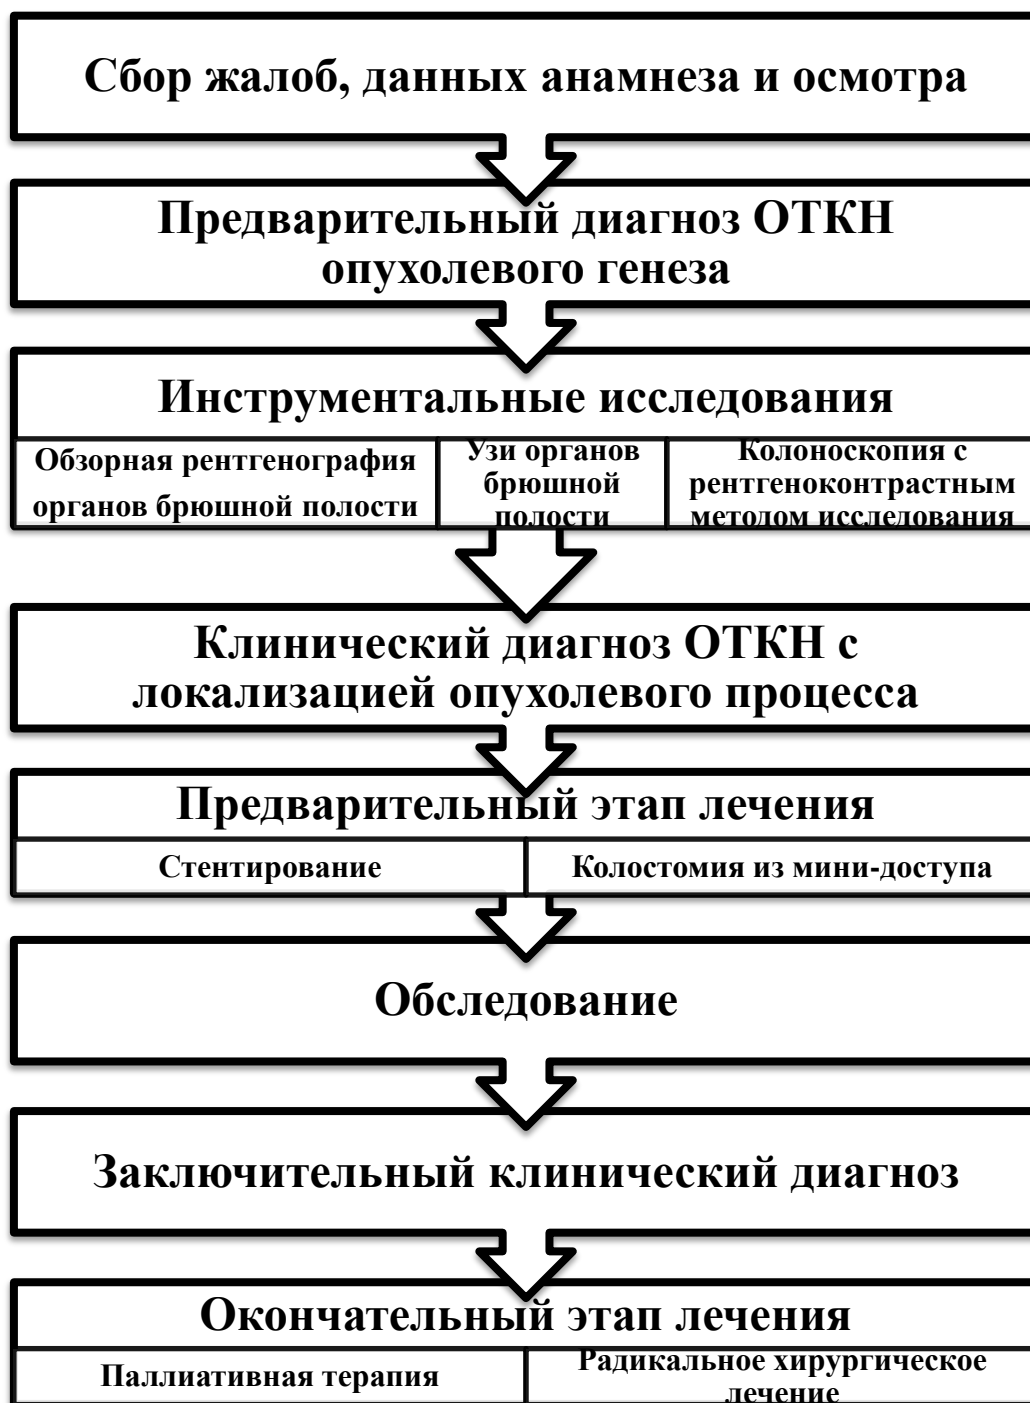 Сбор жалоб, данных анамнеза и осмотра
Предварительный диагноз ОТКН
опухолевого генеза
Инструментальные исследования
Обзорная рентгенография
органов брюшной полости
Узи органов
брюшной
полости
Колоноскопия с
рентгеноконтрастным
методом исследования
Клинический диагноз ОТКН с
локализацией опухолевого процесса
Предварительный этап лечения
Стентирование
Колостомия из мини-доступа
Обследование
Заключительный клинический диагноз
Окончательный этап лечения
Паллиативная терапия
Радикальное хирургическое
лечение